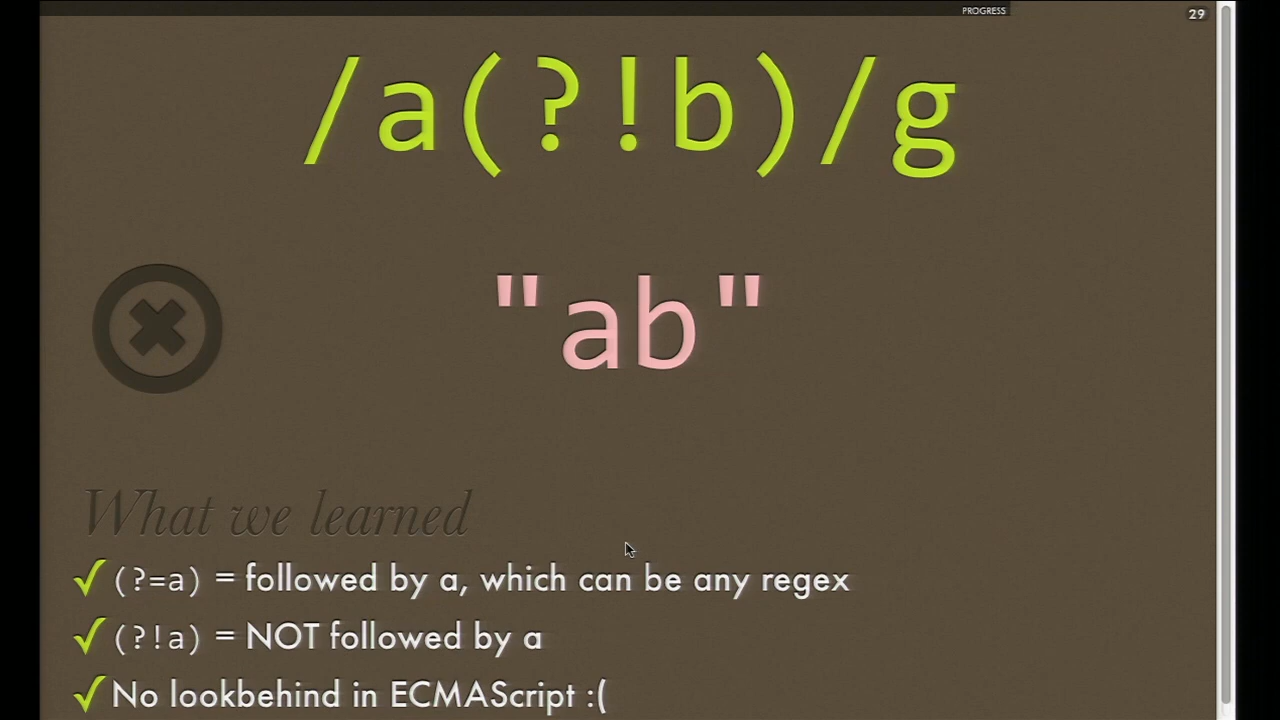 PROGRESS
29
/a(?!b)/g
"ab"
What we learned
(?=a) = followed by a, which can be any regex
(?!a) = NOT followed by a
No lookbehind in ECMAScript :(